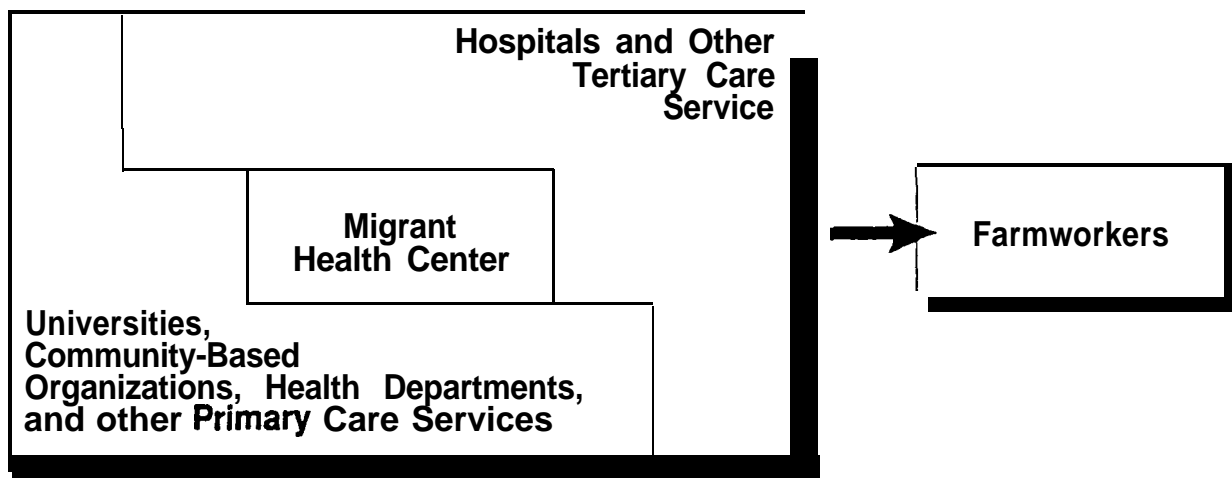 Hospitals and Other
Tertiary Care
Service
Migrant
Health Center
Farmworkers
Universities,
Community-Based
Organizations, Health Departments,
and other Primary Care Services